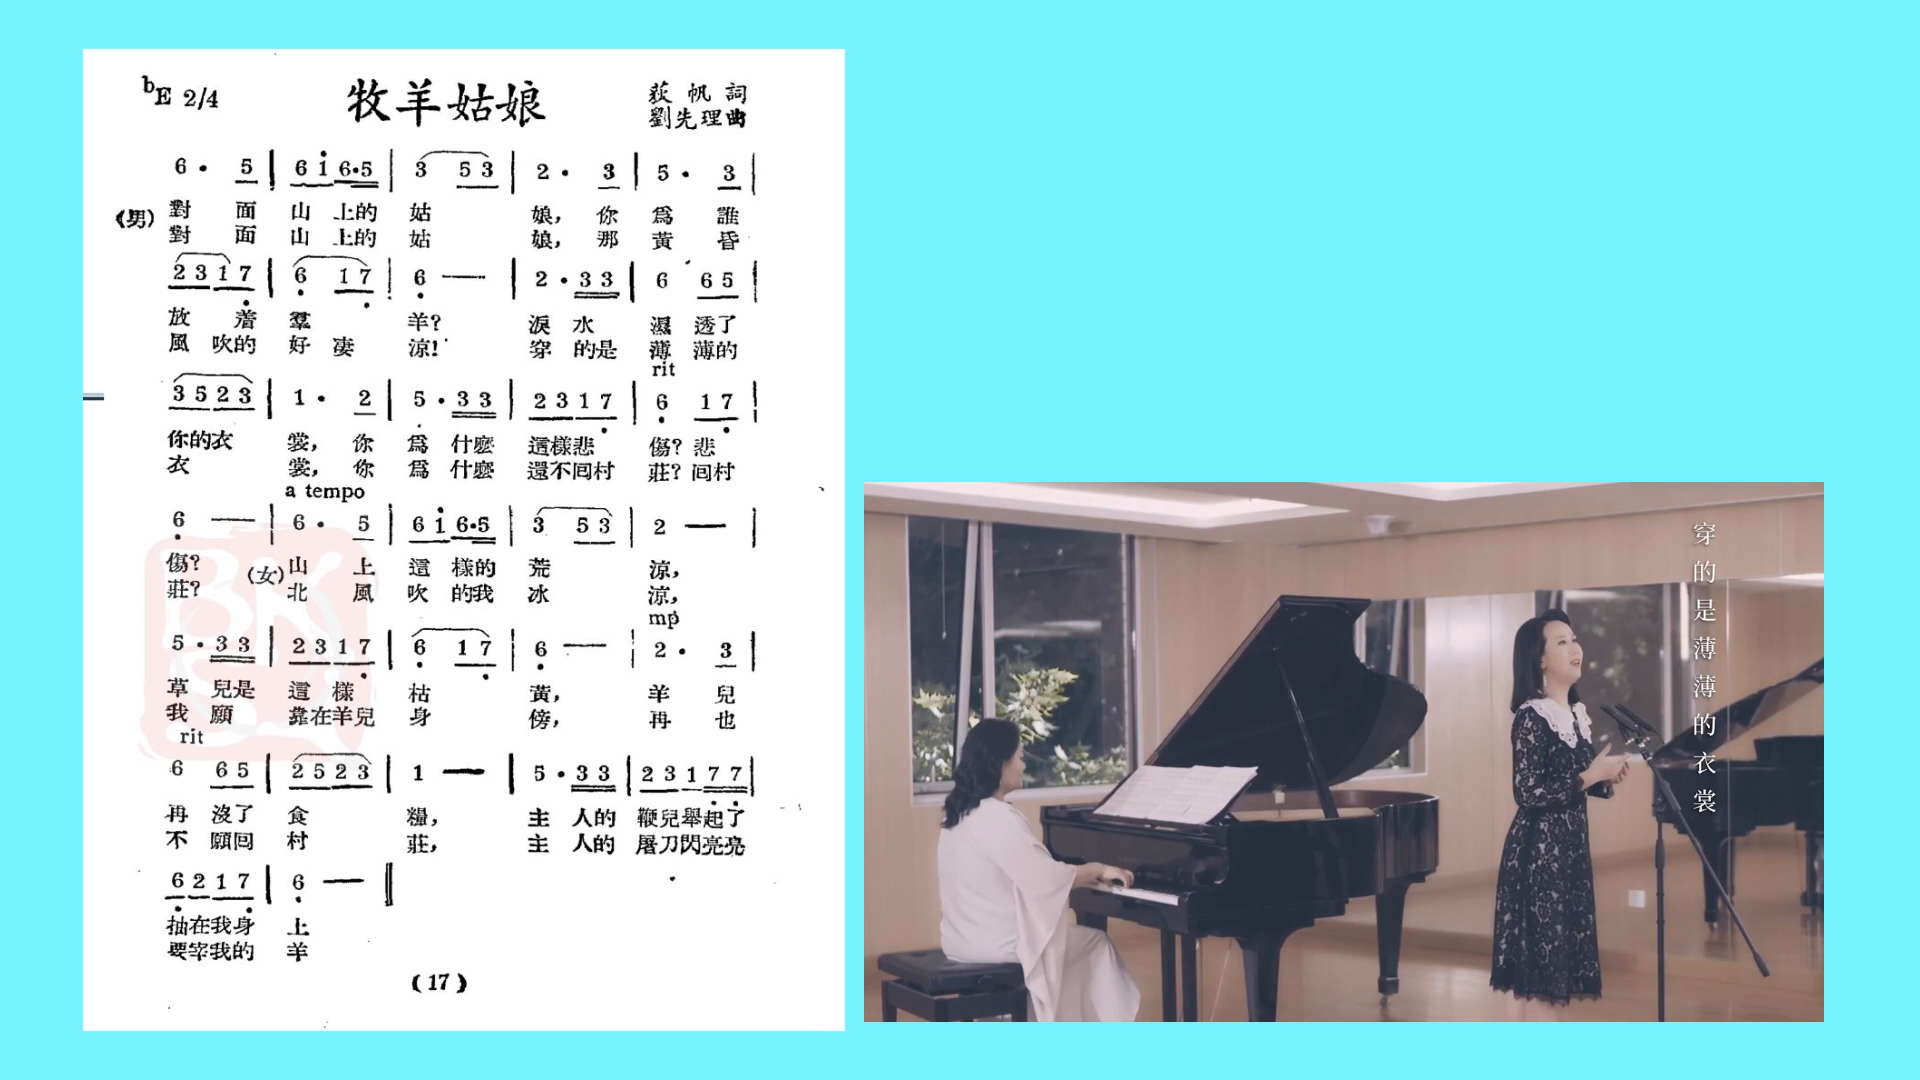 bE 2/4
牧羊姑娘
荻帆詞
劉先理曲
6 · 5 | 6 i 6·5 | 3 5 3 | 2 · 3 | 5 · 3 |
(男) 對面山上的姑娘，你爲誰
對面山上的姑娘，那黃昏
2 3 1 7 | 6 1 7 | 6 — | 2 · 3 3 | 6 6 5 |
放着羣羊? 淚水濕透了
風吹的好凄涼! 穿的是薄薄的
rit
3 5 2 3 | 1 · 2 | 5 · 3 3 | 2 3 1 7 | 6 1 7 |
你的衣裳，你爲什麼這樣悲傷? 悲
衣裳，你爲什麼還不囘村莊? 囘村
a tempo
6 — | 6 · 5 | 6 i 6·5 | 3 5 3 | 2 — |
傷? (女) 山上這樣的荒涼，
莊? 北風吹的我冰涼，
mp
5 · 3 3 | 2 3 1 7 | 6 1 7 | 6 — | 2 · 3 |
草兒是這樣枯黃，羊兒
我願靠在羊兒身傍，再也
rit
6 6 5 | 2 5 2 3 | 1 — | 5 · 3 3 | 2 3 1 7 7 |
再沒了食糧，主人的鞭兒舉起了
不願囘村莊，主人的屠刀閃亮亮
6 2 1 7 | 6 — ‖
抽在我身上
要宰我的羊
(17)
穿的是薄薄的衣裳